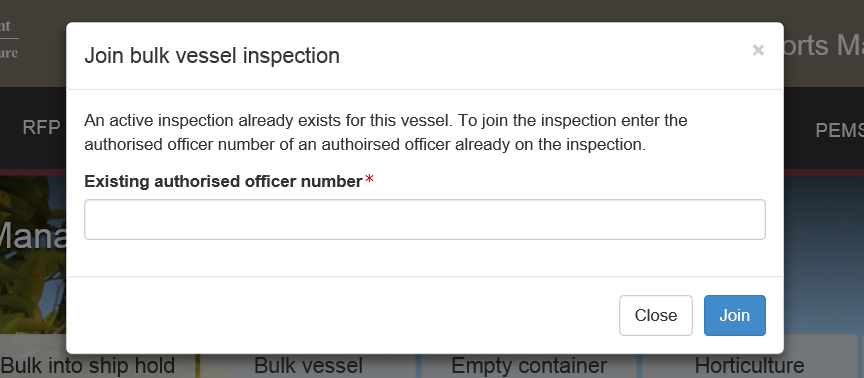 nt
ure
orts Ma
Join bulk vessel inspection
×
RFP
PEMS
An active inspection already exists for this vessel. To join the inspection enter the
authorised officer number of an authoirsed officer already on the inspection.
Existing authorised officer number*
Mana
Close
Join
Bulk into ship hold
Bulk vessel
Empty container
Horticulture